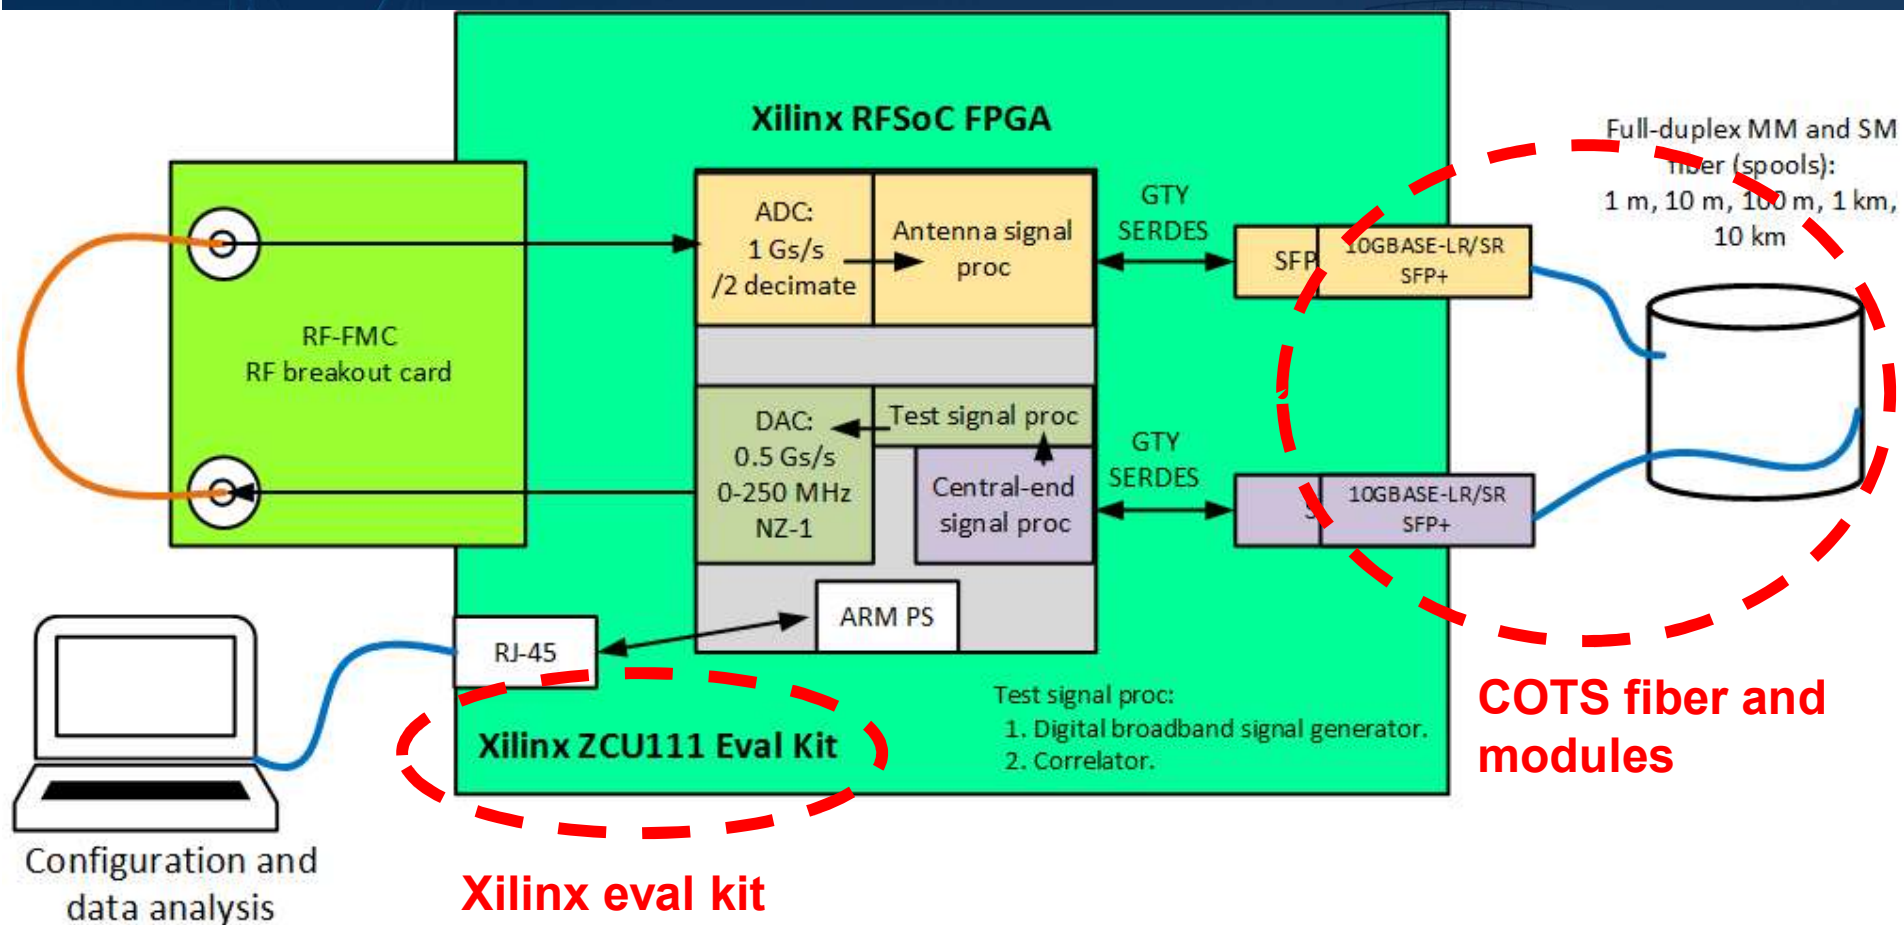 Xilinx RFSoC FPGA
Full-duplex MM and SM
fiber (spools):
1 m, 10 m, 100 m, 1 km,
10 km
ADC:
1 Gs/s
/2 decimate
Antenna signal
proc
GTY
SERDES
SFP
10GBASE-LR/SR
SFP+
RF-FMC
RF breakout card
DAC:
0.5 Gs/s
0-250 MHz
NZ-1
Test signal proc
Central-end
signal proc
GTY
SERDES
10GBASE-LR/SR
SFP+
ARM PS
RJ-45
Xilinx ZCU111 Eval Kit
Test signal proc:
1. Digital broadband signal generator.
2. Correlator.
COTS fiber and
modules
Configuration and
data analysis
Xilinx eval kit